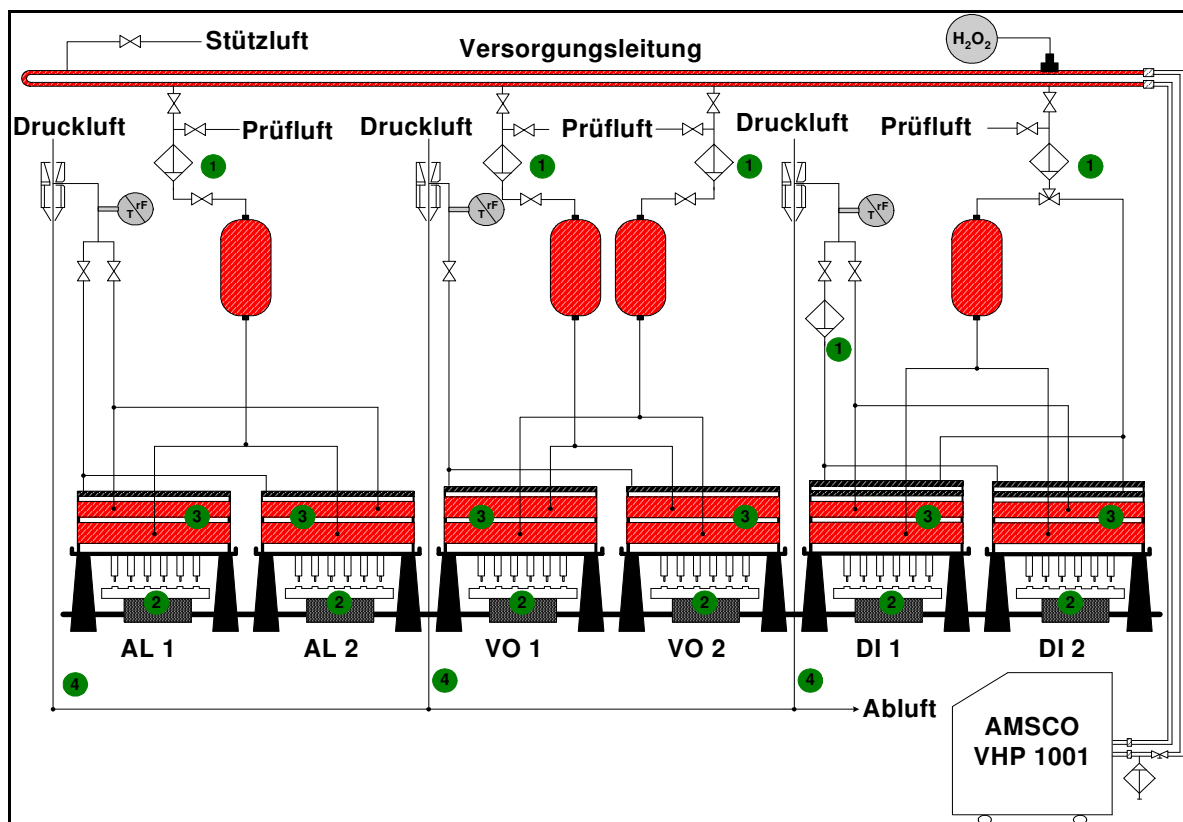 Stützluft
Versorgungsleitung
H2O2
Druckluft
Prüfluft
Druckluft
Prüfluft
Druckluft
Prüfluft
1
1
1
1
T rF
T rF
T rF
1
3
3
3
3
3
3
2
2
2
2
2
2
AL 1
AL 2
VO 1
VO 2
DI 1
DI 2
4
4
4
Abluft
AMSCO
VHP 1001